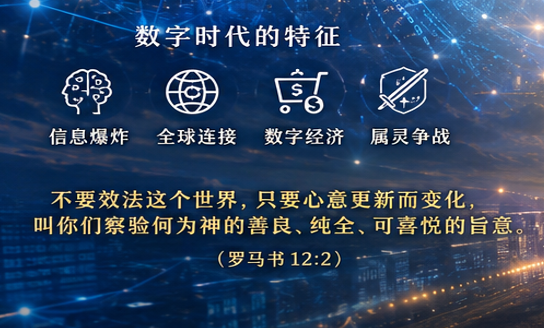 数字时代的特征
信息爆炸 全球连接 数字经济 属灵争战
不要效法这个世界，只要心意更新而变化，
叫你们察验何为神的善良、纯全、可喜悦的旨意。
（罗马书 12:2）